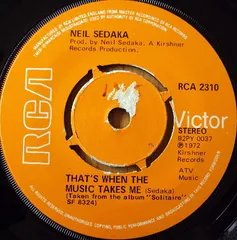 NEIL SEDAKA
Prod. by Neil Sedaka, A Kirshner
Records Production.
RCA
RCA 2310
Victor
STEREO
82PY 0037
℗ 1972
Kirshner
Records
ATV
Music.
THAT'S WHEN THE
MUSIC TAKES ME (Sedaka)
(Taken from the album "Solitaire",
SF 8324)